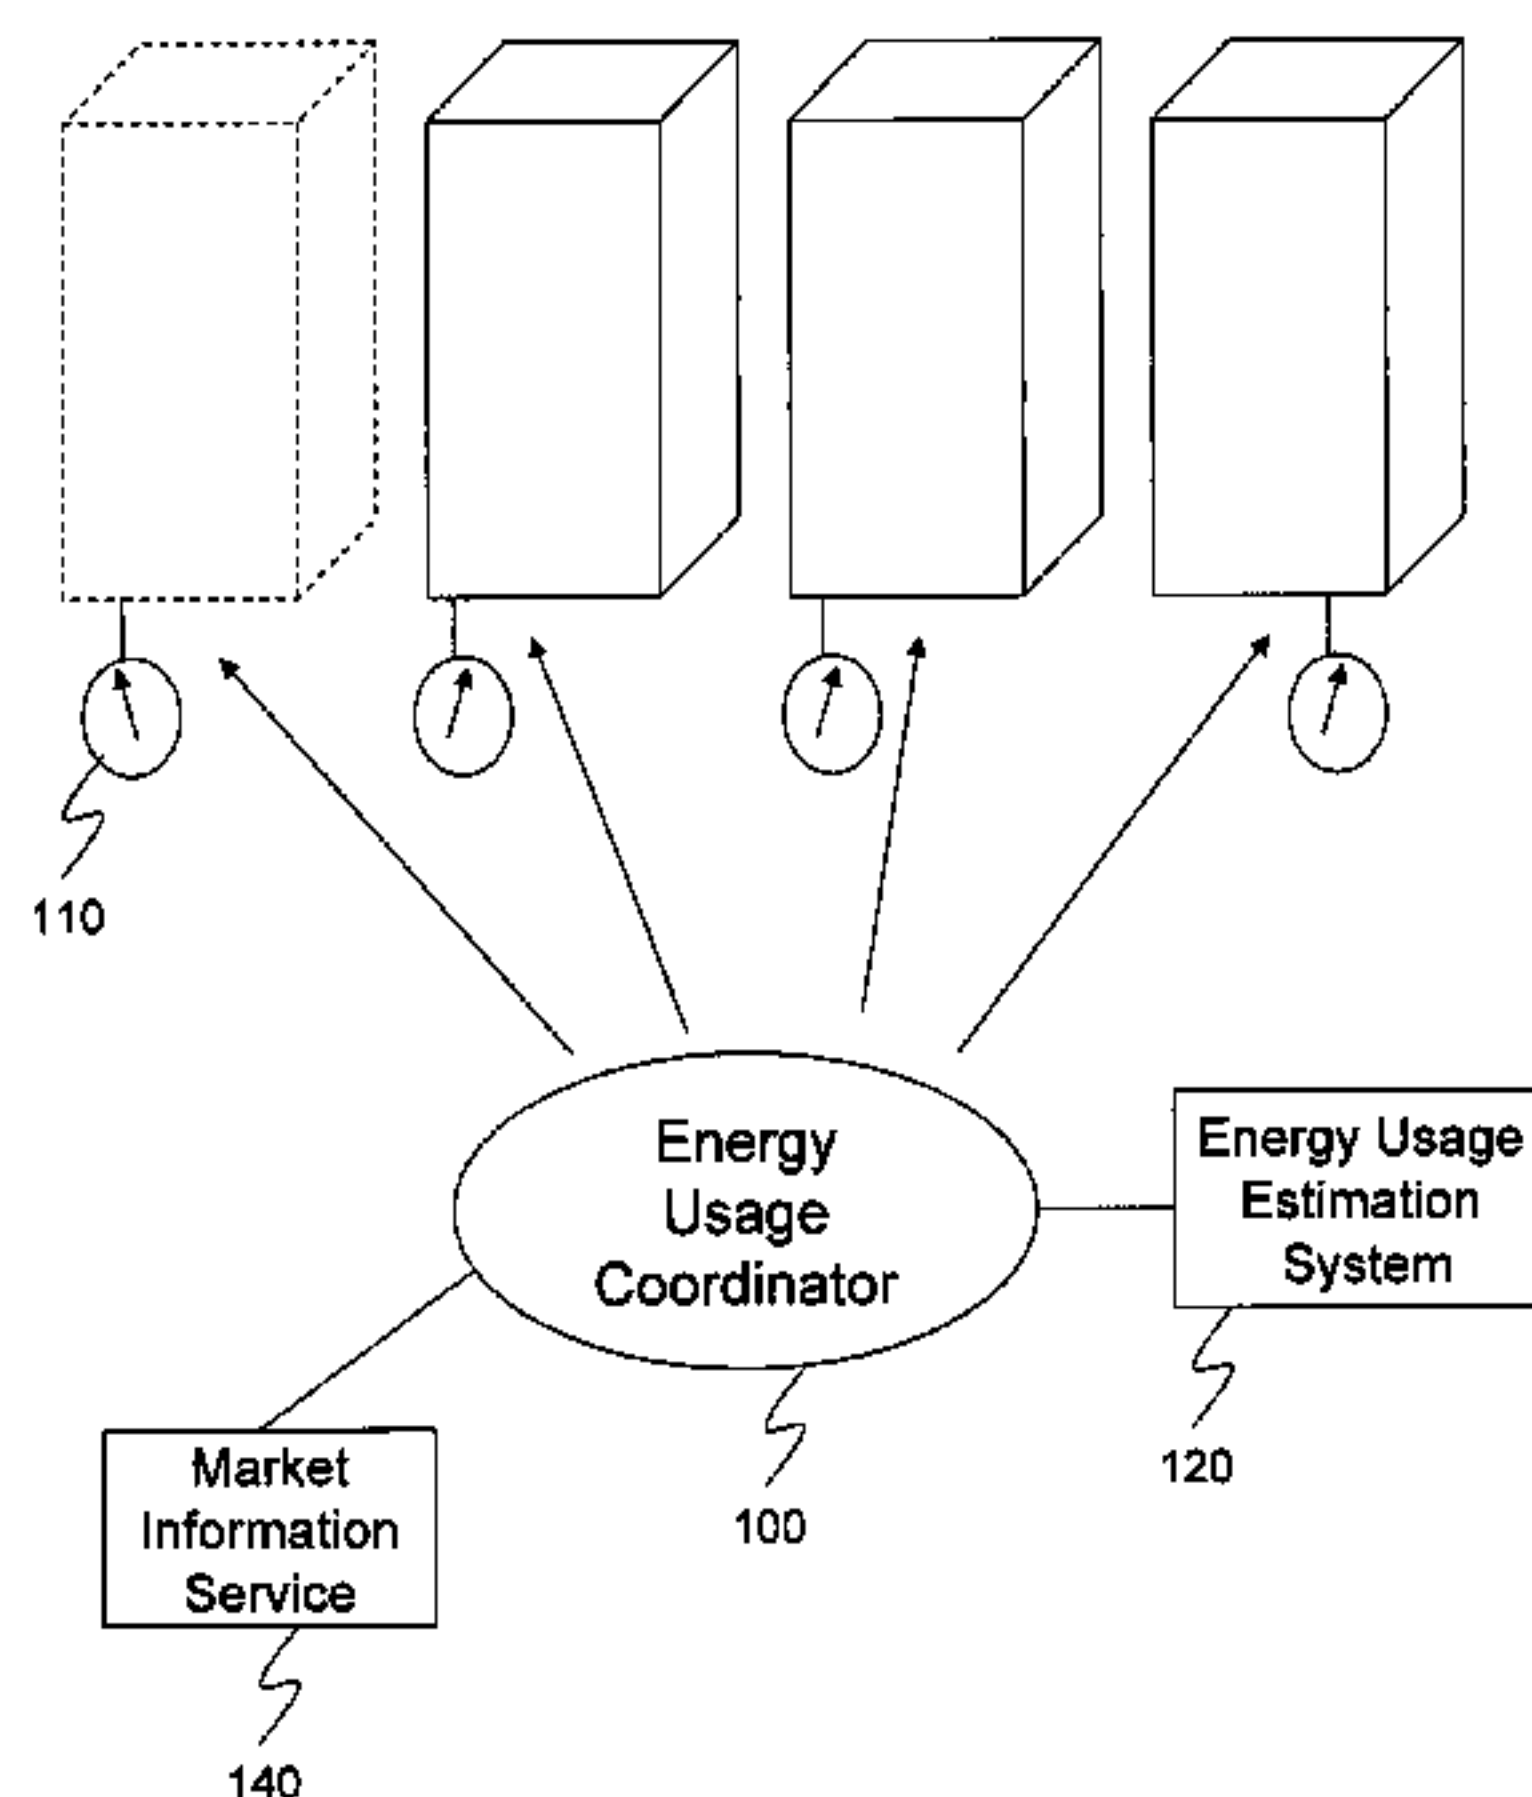 110
Energy
Usage
Coordinator
Energy Usage
Estimation
System
120
Market
Information
Service
100
140